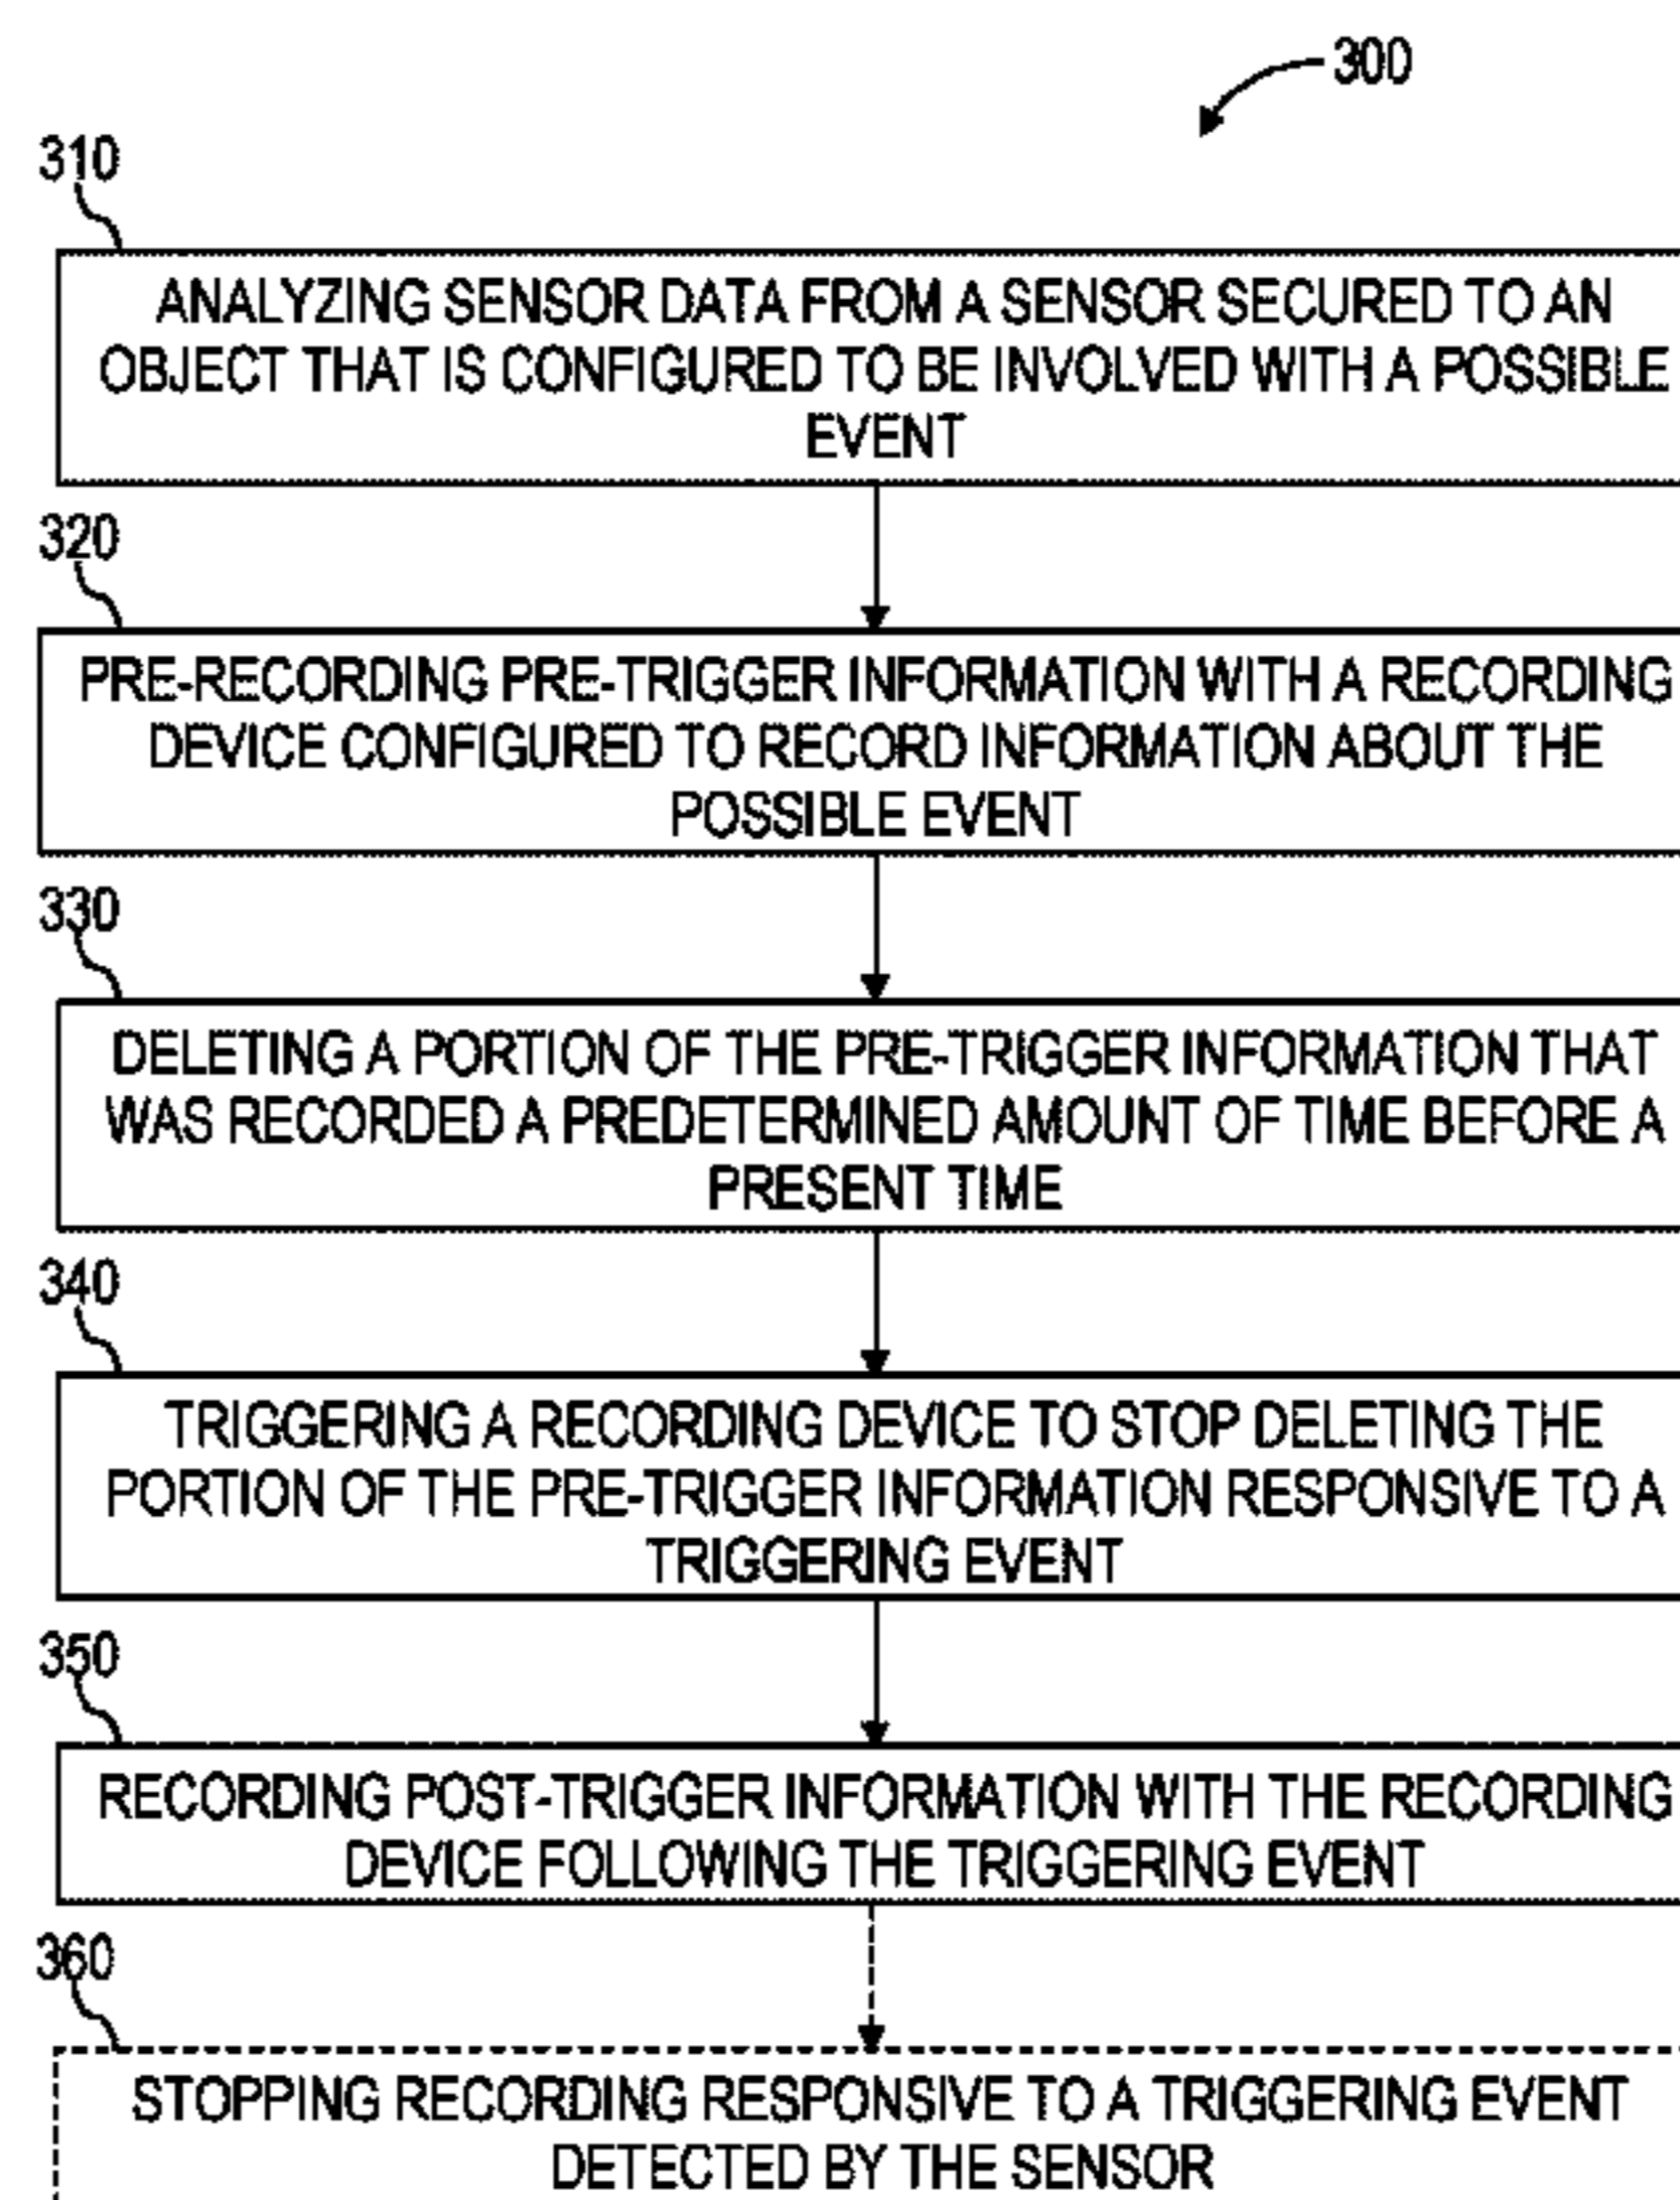 300
310
ANALYZING SENSOR DATA FROM A SENSOR SECURED TO AN
OBJECT THAT IS CONFIGURED TO BE INVOLVED WITH A POSSIBLE
EVENT
320
PRE-RECORDING PRE-TRIGGER INFORMATION WITH A RECORDING
DEVICE CONFIGURED TO RECORD INFORMATION ABOUT THE
POSSIBLE EVENT
330
DELETING A PORTION OF THE PRE-TRIGGER INFORMATION THAT
WAS RECORDED A PREDETERMINED AMOUNT OF TIME BEFORE A
PRESENT TIME
340
TRIGGERING A RECORDING DEVICE TO STOP DELETING THE
PORTION OF THE PRE-TRIGGER INFORMATION RESPONSIVE TO A
TRIGGERING EVENT
350
RECORDING POST-TRIGGER INFORMATION WITH THE RECORDING
DEVICE FOLLOWING THE TRIGGERING EVENT
360
STOPPING RECORDING RESPONSIVE TO A TRIGGERING EVENT
DETECTED BY THE SENSOR